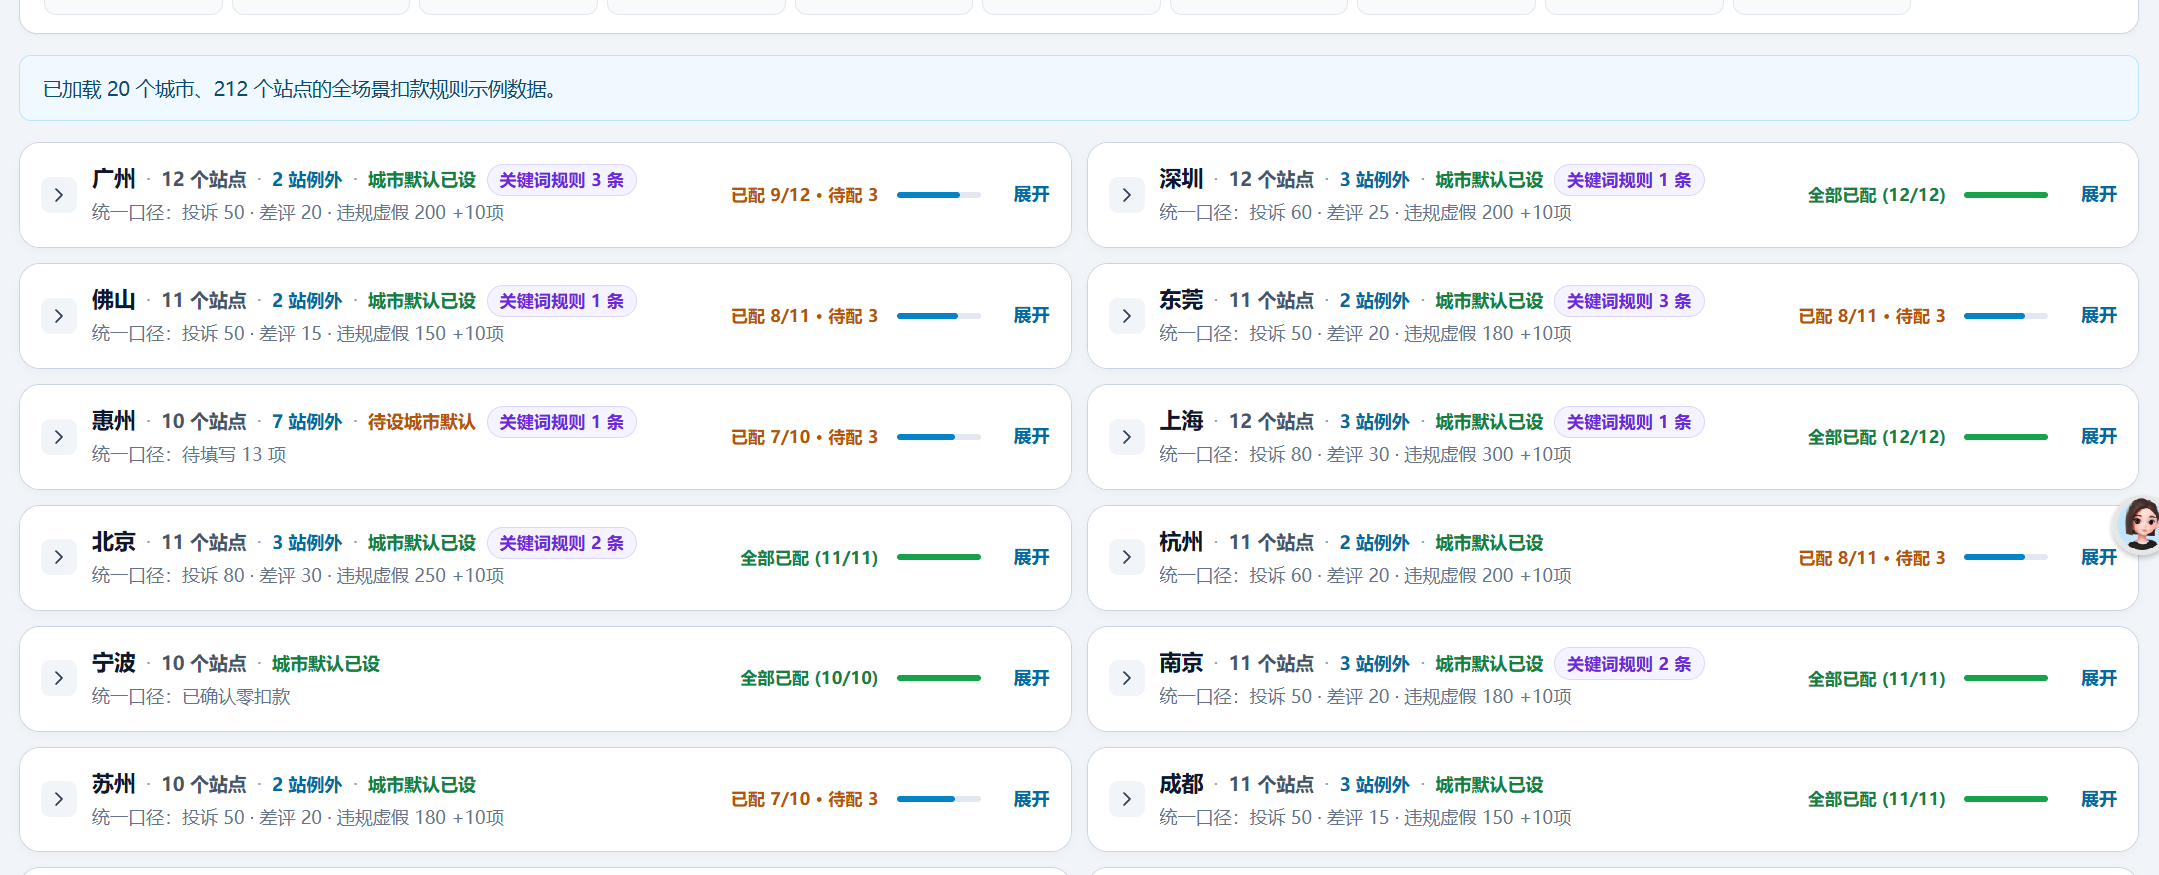 已加载 20 个城市、212 个站点的全场景扣款规则示例数据。
广州 · 12 个站点 · 2 站例外 · 城市默认已设 关键词规则 3 条
统一口径：投诉 50 · 差评 20 · 违规虚假 200 +10项
已配 9/12 • 待配 3 展开
深圳 · 12 个站点 · 3 站例外 · 城市默认已设 关键词规则 1 条
统一口径：投诉 60 · 差评 25 · 违规虚假 200 +10项
全部已配 (12/12) 展开
佛山 · 11 个站点 · 2 站例外 · 城市默认已设 关键词规则 1 条
统一口径：投诉 50 · 差评 15 · 违规虚假 150 +10项
已配 8/11 • 待配 3 展开
东莞 · 11 个站点 · 2 站例外 · 城市默认已设 关键词规则 3 条
统一口径：投诉 50 · 差评 20 · 违规虚假 180 +10项
已配 8/11 • 待配 3 展开
惠州 · 10 个站点 · 7 站例外 · 待设城市默认 关键词规则 1 条
统一口径：待填写 13 项
已配 7/10 • 待配 3 展开
上海 · 12 个站点 · 3 站例外 · 城市默认已设 关键词规则 1 条
统一口径：投诉 80 · 差评 30 · 违规虚假 300 +10项
全部已配 (12/12) 展开
北京 · 11 个站点 · 3 站例外 · 城市默认已设 关键词规则 2 条
统一口径：投诉 80 · 差评 30 · 违规虚假 250 +10项
全部已配 (11/11) 展开
杭州 · 11 个站点 · 2 站例外 · 城市默认已设
统一口径：投诉 60 · 差评 20 · 违规虚假 200 +10项
已配 8/11 • 待配 3 展开
宁波 · 10 个站点 · 城市默认已设
统一口径：已确认零扣款
全部已配 (10/10) 展开
南京 · 11 个站点 · 3 站例外 · 城市默认已设 关键词规则 2 条
统一口径：投诉 50 · 差评 20 · 违规虚假 180 +10项
全部已配 (11/11) 展开
苏州 · 10 个站点 · 2 站例外 · 城市默认已设
统一口径：投诉 50 · 差评 20 · 违规虚假 180 +10项
已配 7/10 • 待配 3 展开
成都 · 11 个站点 · 3 站例外 · 城市默认已设
统一口径：投诉 50 · 差评 15 · 违规虚假 150 +10项
全部已配 (11/11) 展开